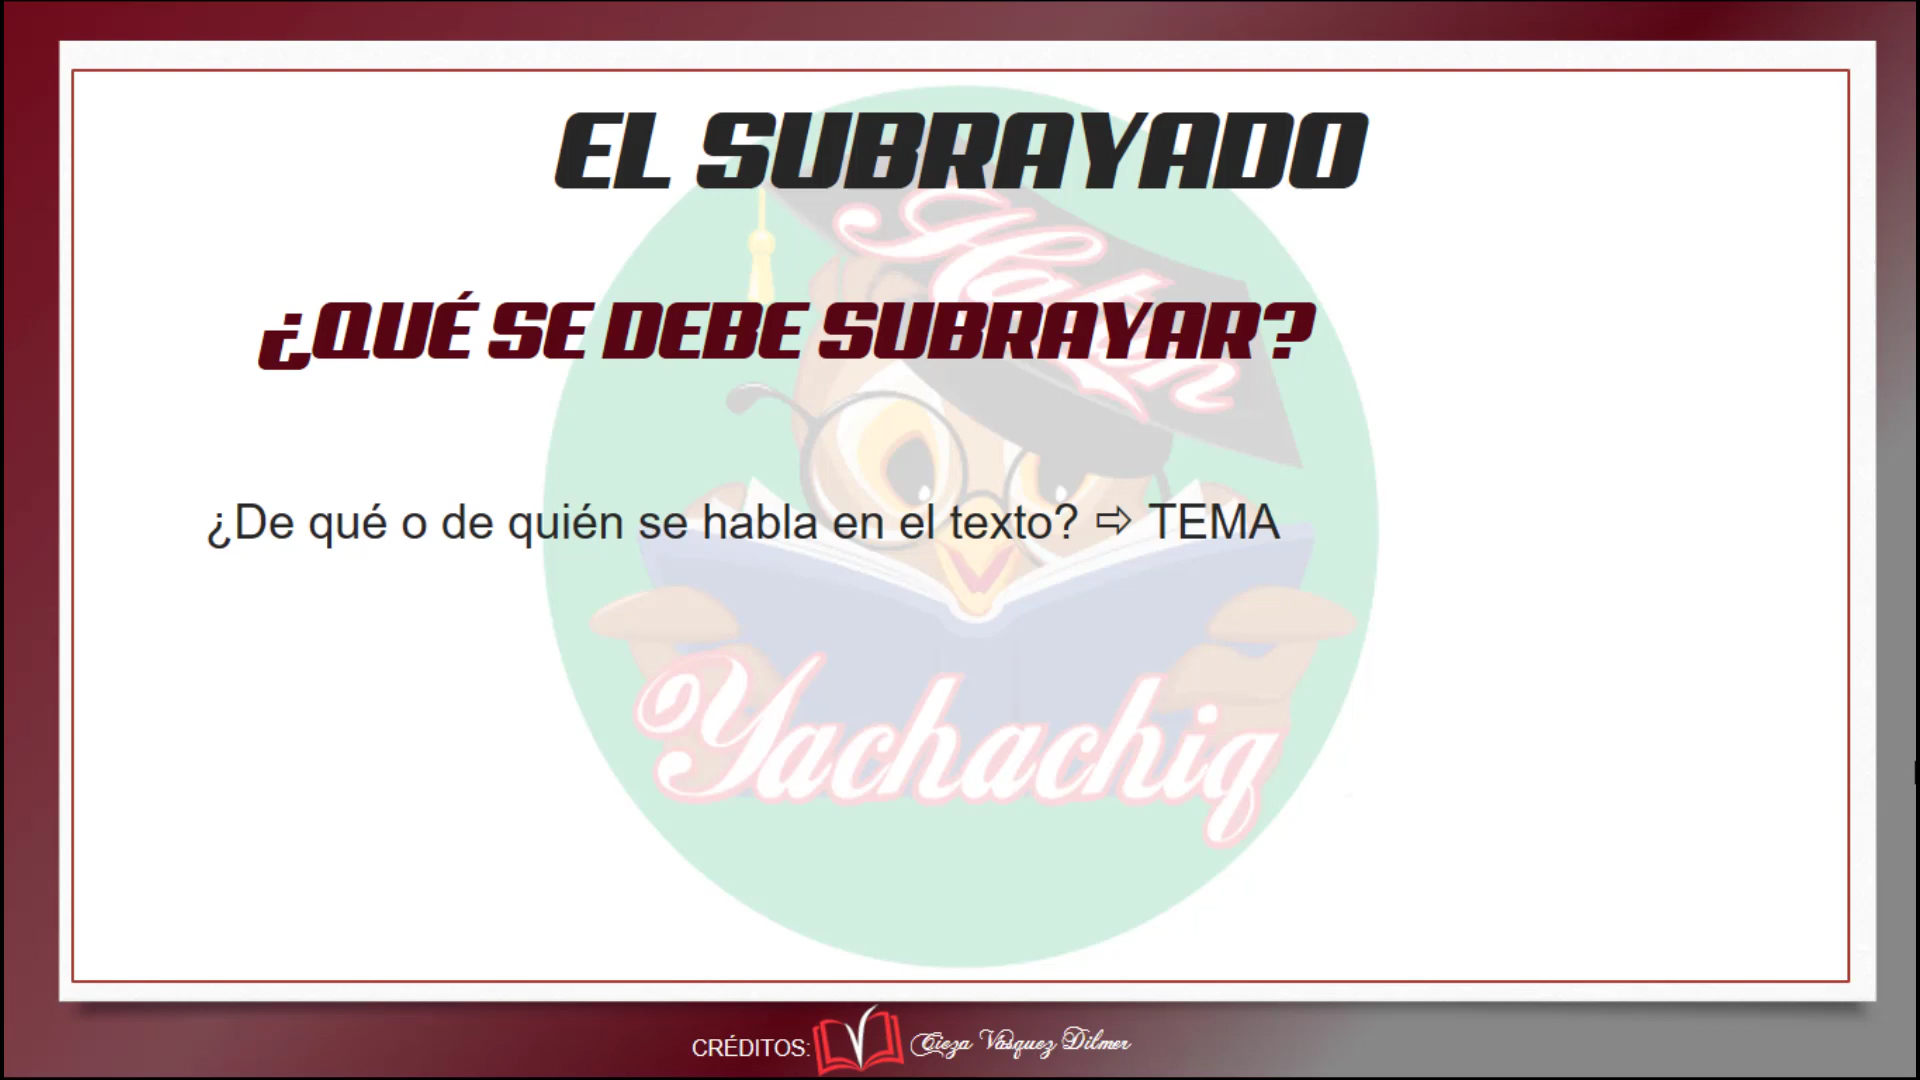 EL SUBRAYADO
Hatun
¿QUÉ SE DEBE SUBRAYAR?
¿De qué o de quién se habla en el texto? ⇨ TEMA
Yachachiq
CRÉDITOS: Cieza Vásquez Dilmer